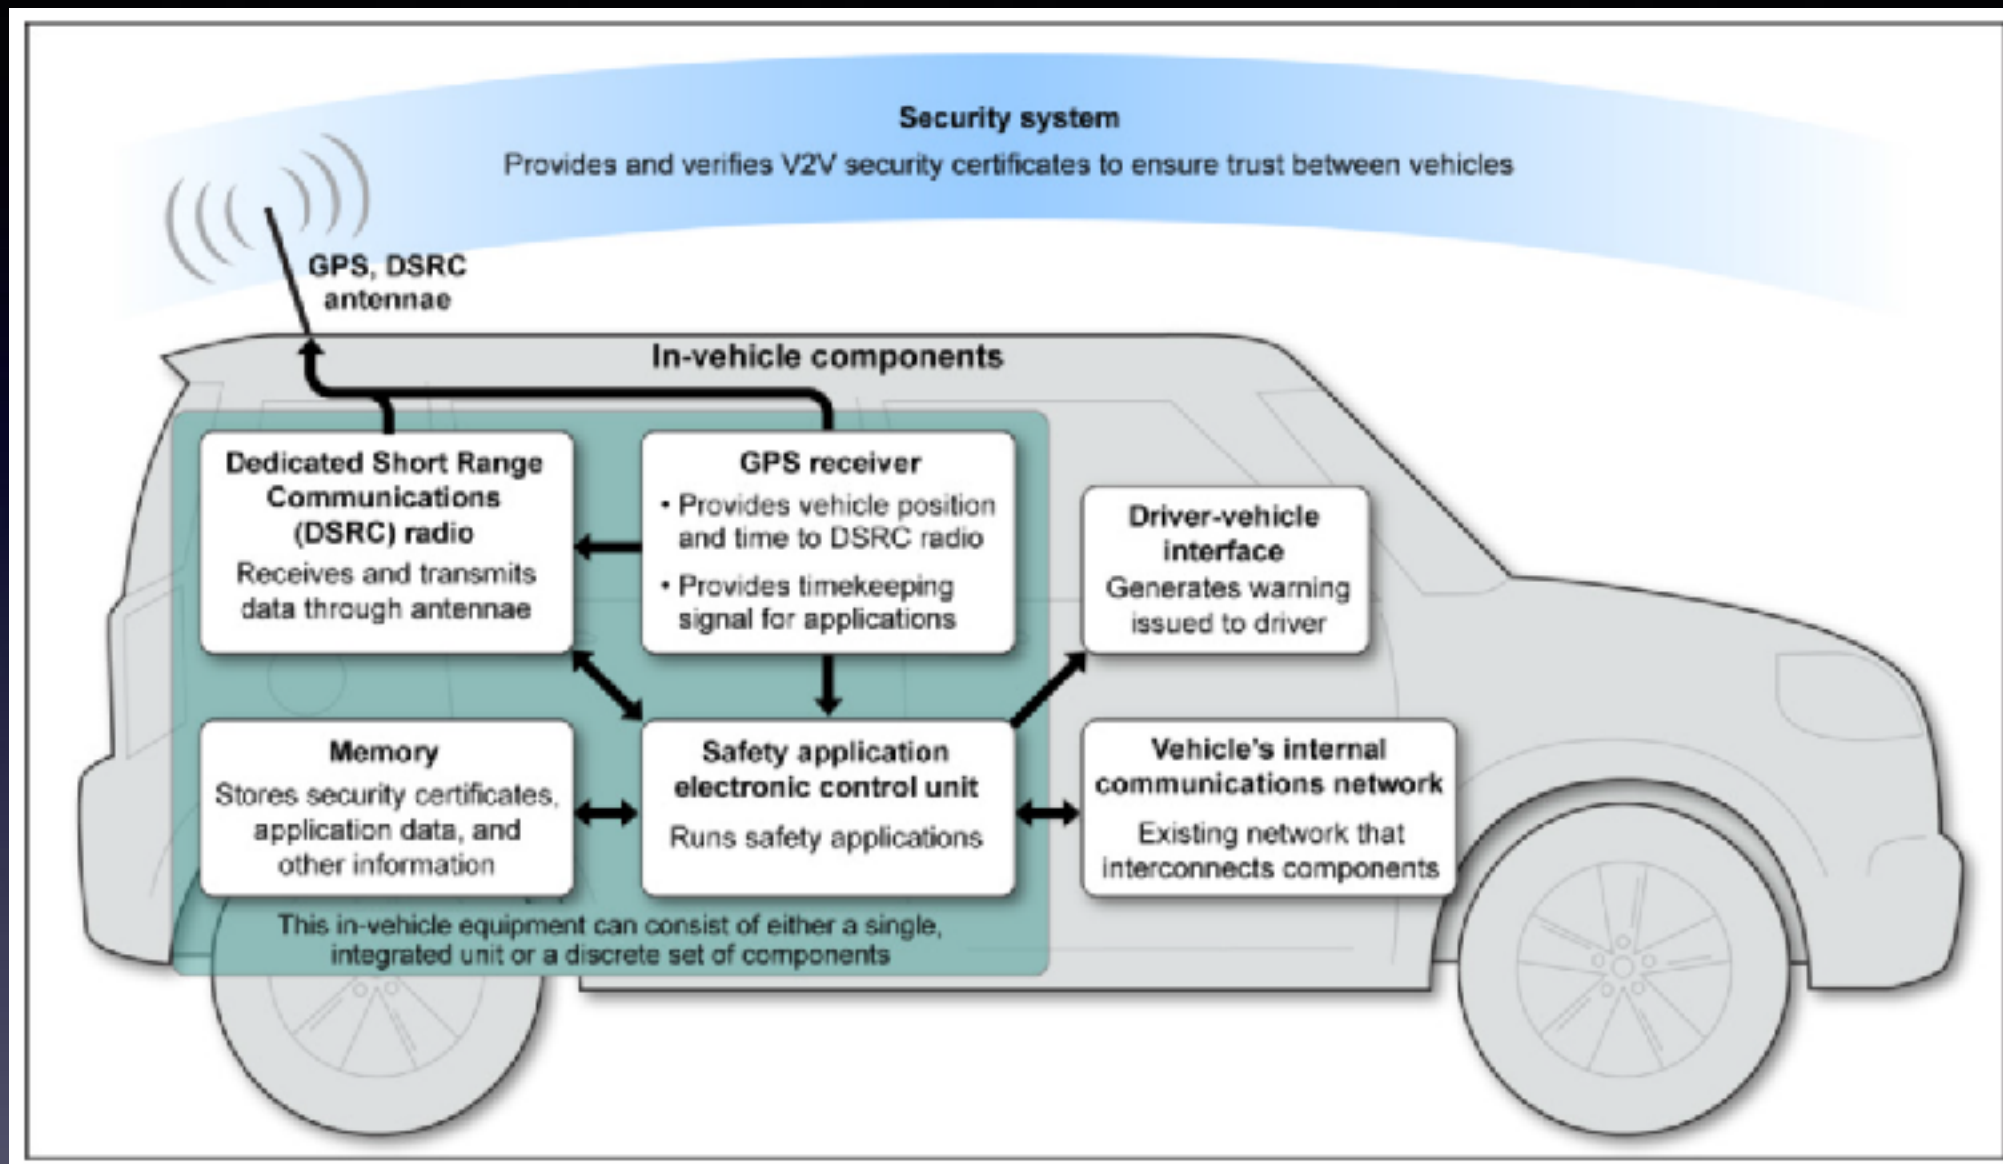 Security system
Provides and verifies V2V security certificates to ensure trust between vehicles
GPS, DSRC
antennae
In-vehicle components
Dedicated Short Range
Communications
(DSRC) radio
Receives and transmits
data through antennae
GPS receiver
• Provides vehicle position
and time to DSRC radio
• Provides timekeeping
signal for applications
Driver-vehicle
interface
Generates warning
issued to driver
Memory
Stores security certificates,
application data, and
other information
Safety application
electronic control unit
Runs safety applications
Vehicle's internal
communications network
Existing network that
interconnects components
This in-vehicle equipment can consist of either a single,
integrated unit or a discrete set of components